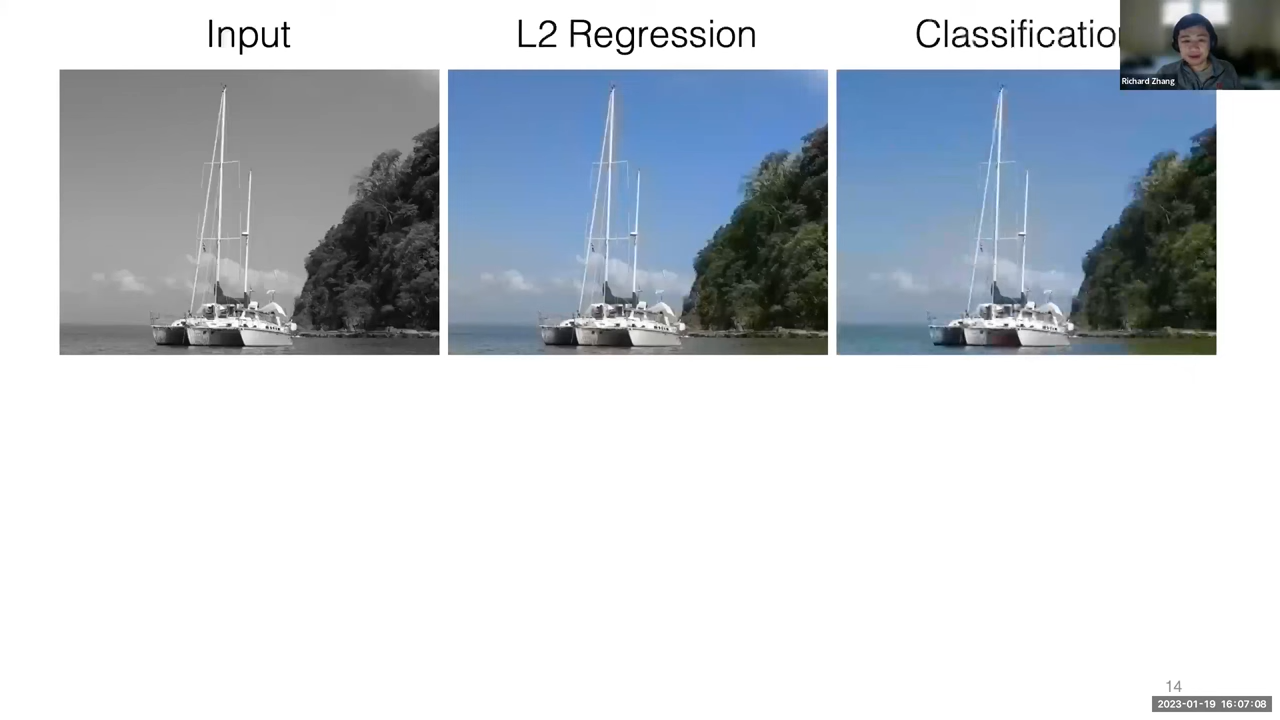 Input
L2 Regression
Classificatio
Richard Zhang
14
2023-01-19 16:07:08